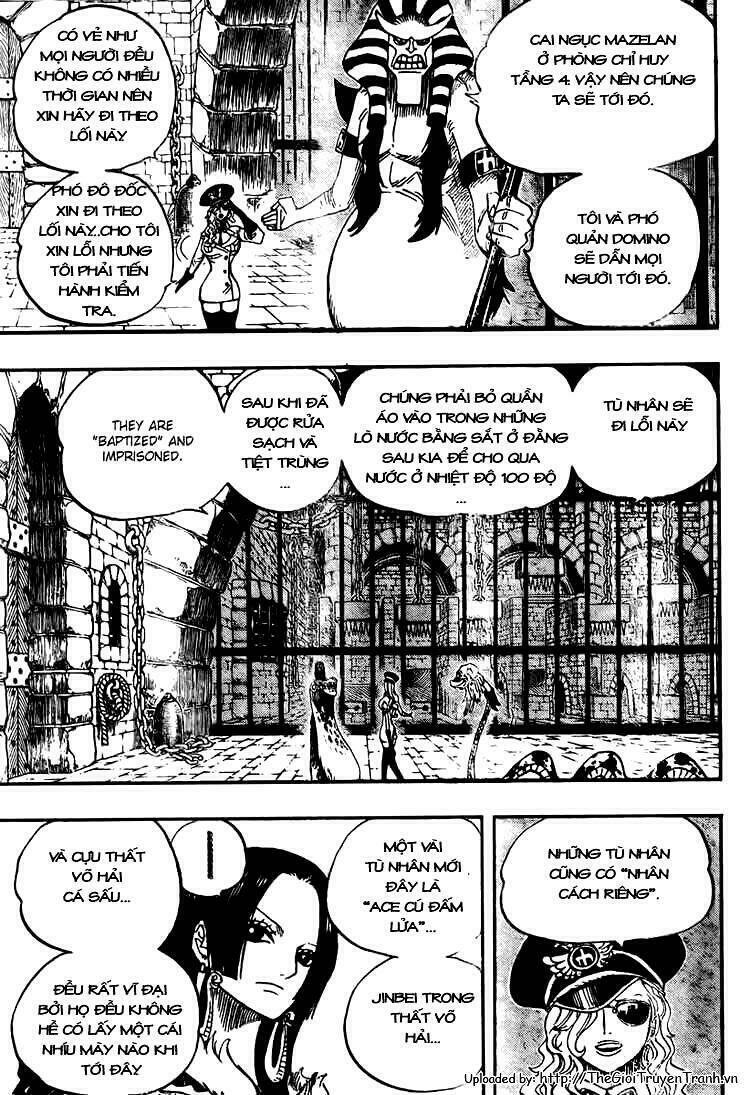 CAI NGỤC MAZELAN
Ở PHÒNG CHỈ HUY
TẦNG 4. VẬY NÊN CHÚNG
TA SẼ TỚI ĐÓ.
TÔI VÀ PHÓ
QUẢN DOMINO
SẼ DẪN MỌI
NGƯỜI TỚI ĐÓ.
CÓ VẺ NHƯ
MỌI NGƯỜI ĐỀU
KHÔNG CÓ NHIỀU
THỜI GIAN NÊN
XIN HÃY ĐI THEO
LỐI NÀY.
PHÓ ĐÔ ĐỐC
XIN ĐI THEO
LỐI NÀY..CHO TÔI
XIN LỖI NHƯNG
TÔI PHẢI TIẾN
HÀNH KIỂM
TRA.
TÙ NHÂN SẼ
ĐI LỖI NÀY
CHÚNG PHẢI BỎ QUẦN
ÁO VÀO TRONG NHỮNG
LÒ NƯỚC BẰNG SẮT Ở ĐẰNG
SAU KIA ĐỂ CHO QUA
NƯỚC Ở NHIỆT ĐỘ 100 ĐỘ
...
SAU KHI ĐÃ
ĐƯỢC RỬA
SẠCH VÀ
TIỆT TRÙNG
...
THEY ARE
"BAPTIZED" AND
IMPRISONED.
NHỮNG TÙ NHÂN
CŨNG CÓ "NHÂN
CÁCH RIÊNG".
MỘT VÀI
TÙ NHÂN MỚI
ĐÂY LÀ
"ACE CÚ ĐẤM
LỬA"...
JINBEI TRONG
THẤT VÕ
HẢI...
VÀ CỰU THẤT
VÕ HẢI
CÁ SẤU...
ĐỀU RẤT VĨ ĐẠI
BỞI HỌ ĐỀU KHÔNG
HỀ CÓ LẤY MỘT CÁI
NHÍU MÀY NÀO KHI
TỚI ĐÂY
Uploaded by: http://TheGioiTruyenTranh.vn